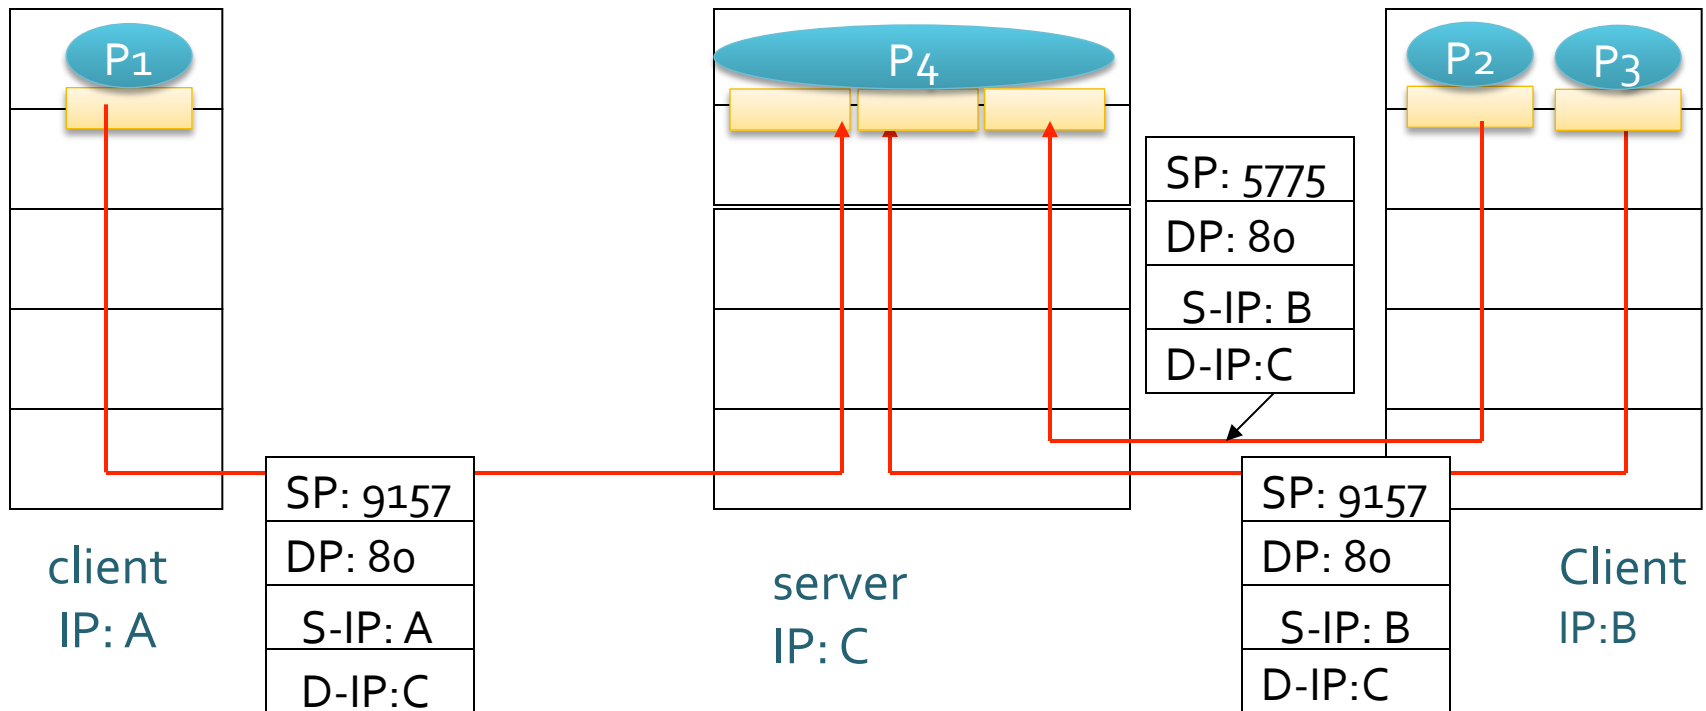 P1
P4
P2
P3
SP: 5775
DP: 80
S-IP: B
D-IP:C
SP: 9157
DP: 80
S-IP: A
D-IP:C
SP: 9157
DP: 80
S-IP: B
D-IP:C
client
IP: A
server
IP: C
Client
IP:B